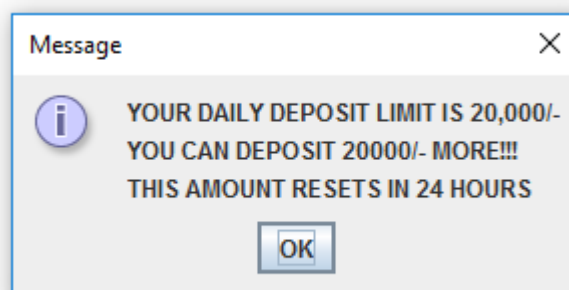 Message
YOUR DAILY DEPOSIT LIMIT IS 20,000/-
YOU CAN DEPOSIT 20000/- MORE!!!
THIS AMOUNT RESETS IN 24 HOURS
OK